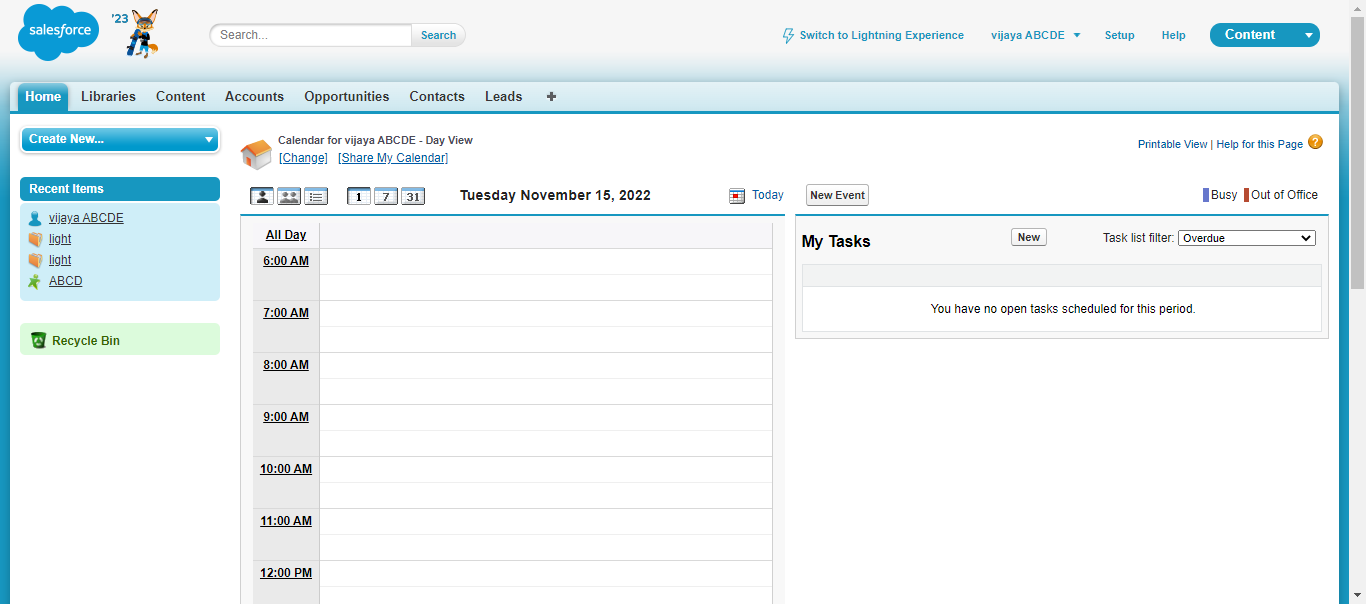 salesforce
'23
Search...
Search
Switch to Lightning Experience
vijaya ABCDE
Setup
Help
Content
Home
Libraries
Content
Accounts
Opportunities
Contacts
Leads
+
Create New...
Recent Items
vijaya ABCDE
light
light
ABCD
Recycle Bin
Calendar for vijaya ABCDE - Day View
[Change] [Share My Calendar]
Printable View | Help for this Page
?
1
7
31
Tuesday November 15, 2022
Today
New Event
Busy
Out of Office
All Day
6:00 AM
7:00 AM
8:00 AM
9:00 AM
10:00 AM
11:00 AM
12:00 PM
My Tasks
New
Task list filter:
Overdue
You have no open tasks scheduled for this period.